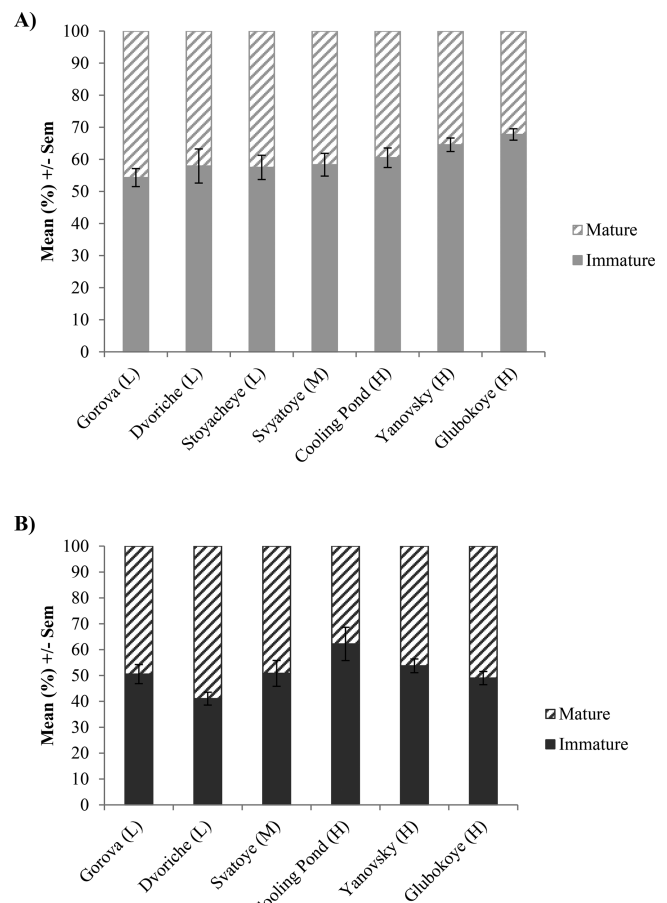 A)
Mean (%) +/- Sem
100
90
80
70
60
50
40
30
20
10
0
Gorova (L)
Dvoriche (L)
Stoyacheye (L)
Svyatoye (M)
Cooling Pond (H)
Yanovsky (H)
Glubokoye (H)
Mature
Immature
B)
Mean (%) +/- Sem
100
90
80
70
60
50
40
30
20
10
0
Gorova (L)
Dvoriche (L)
Svatoye (M)
ooling Pond (H)
Yanovsky (H)
Glubokoye (H)
Mature
Immature